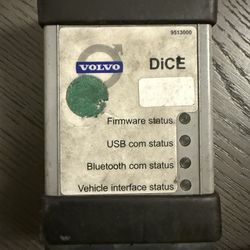 9513000
VOLVO
DiCE
Firmware status
USB com status
Bluetooth com status
Vehicle interface status